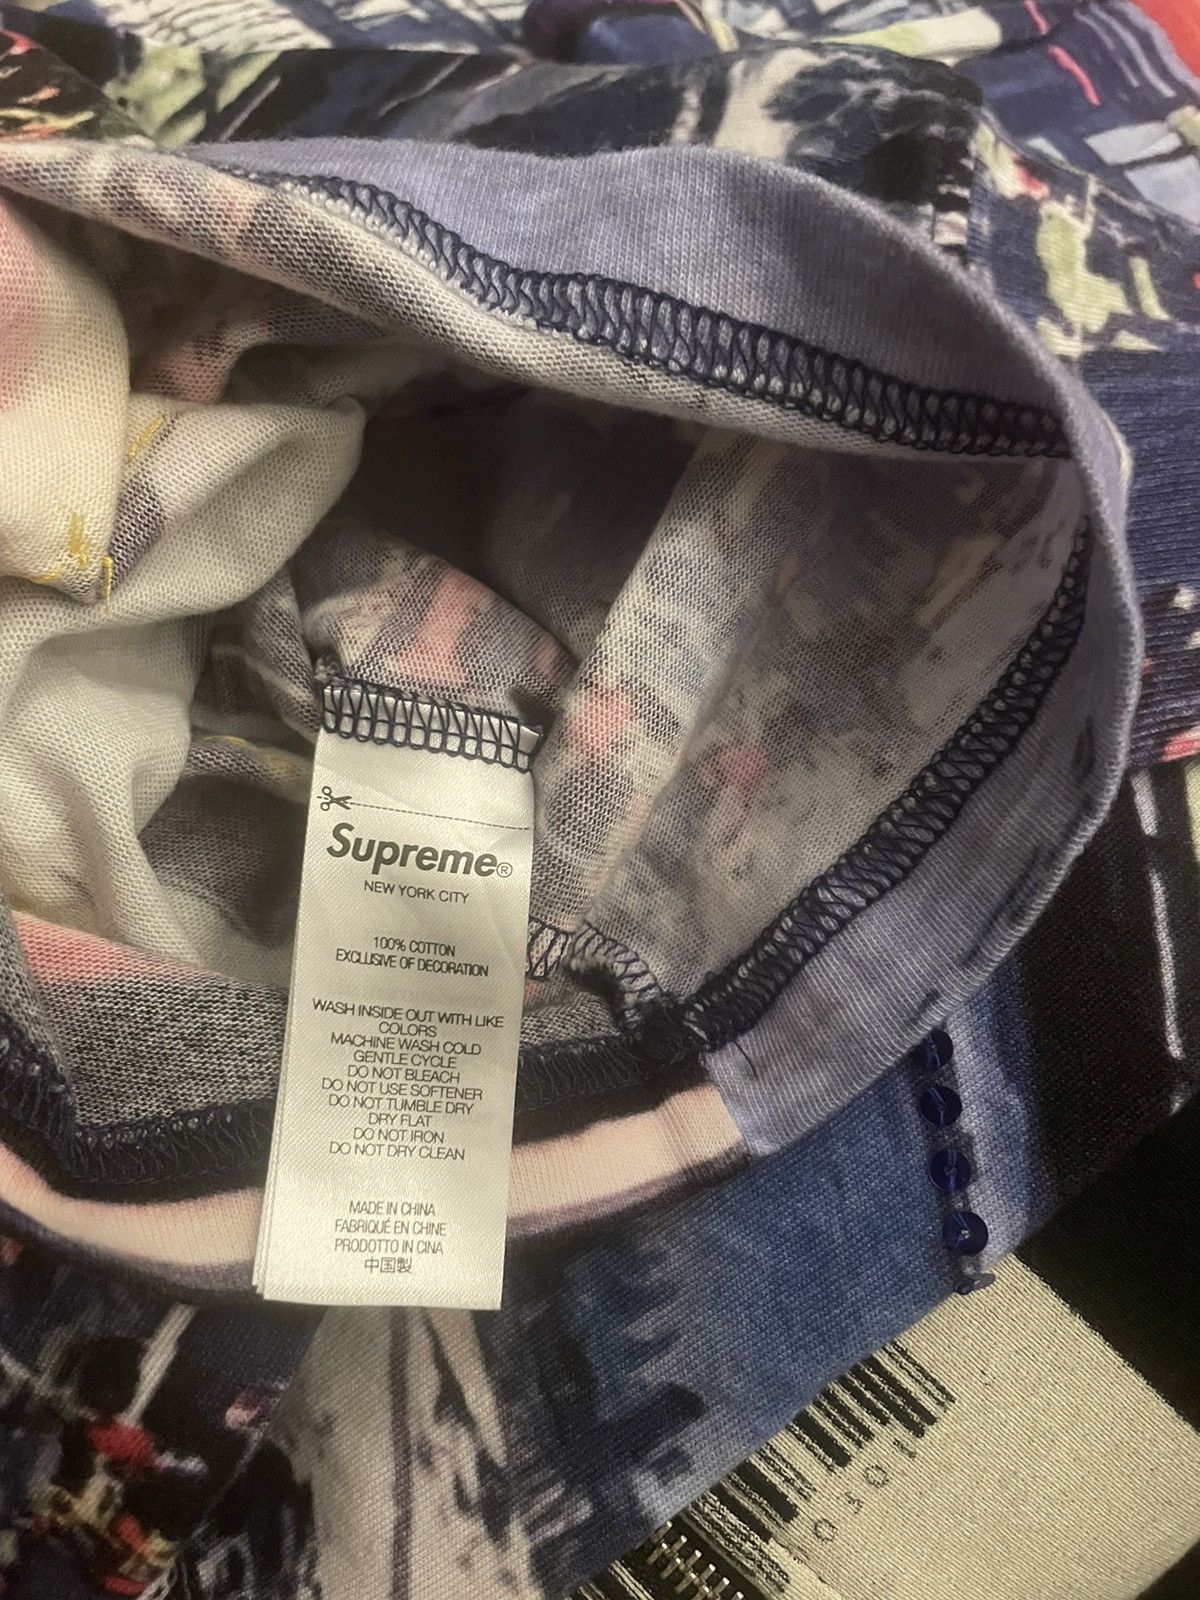 Supreme®
NEW YORK CITY
100% COTTON
EXCLUSIVE OF DECORATION
WASH INSIDE OUT WITH LIKE
COLORS
MACHINE WASH COLD
GENTLE CYCLE
DO NOT BLEACH
DO NOT USE SOFTENER
DO NOT TUMBLE DRY
DRY FLAT
DO NOT IRON
DO NOT DRY CLEAN
MADE IN CHINA
FABRIQUÉ EN CHINE
PRODOTTO IN CINA
中国製